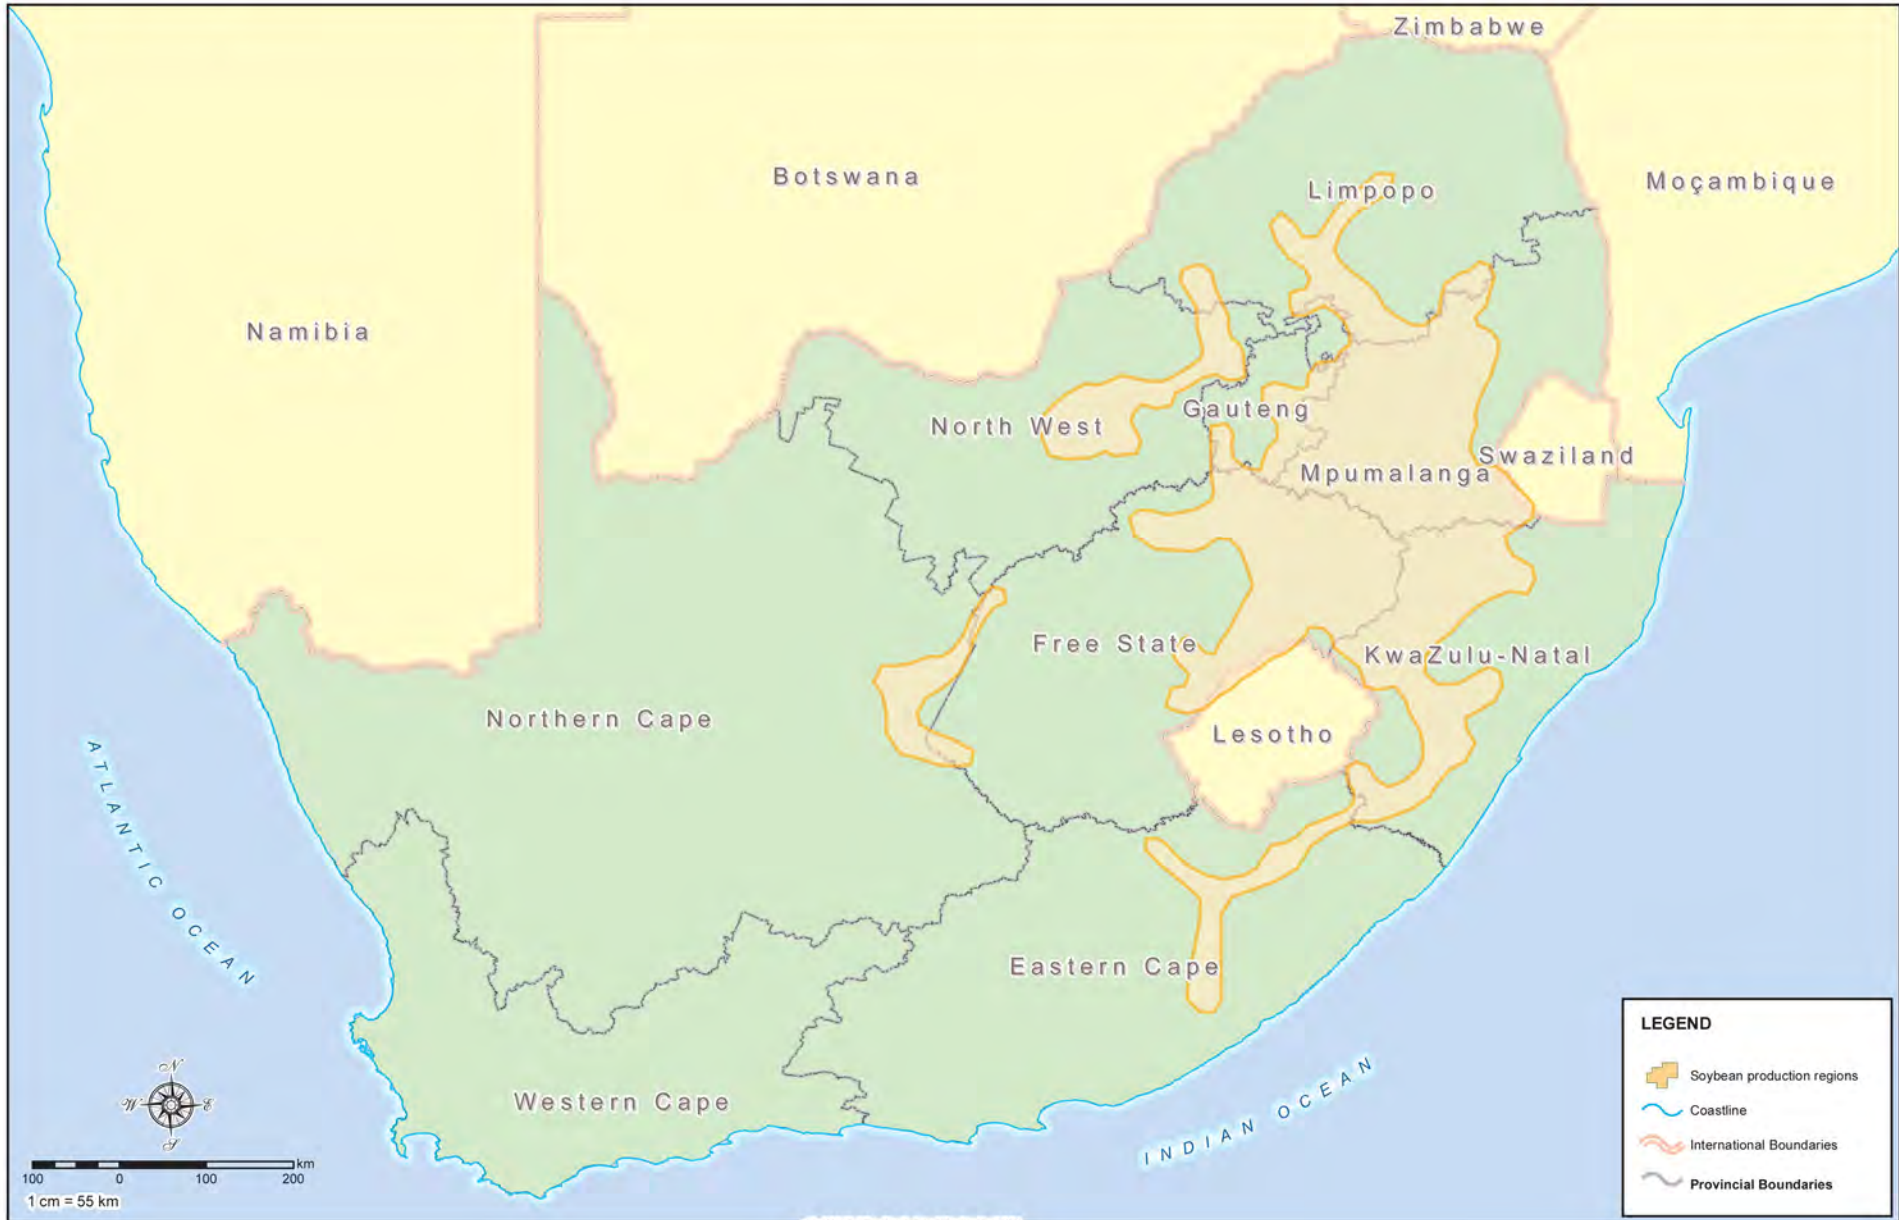 Zimbabwe
Botswana
Limpopo
Moçambique
Namibia
North West
Gauteng
Mpumalanga
Swaziland
Free State
KwaZulu-Natal
Northern Cape
Lesotho
ATLANTIC OCEAN
Eastern Cape
Western Cape
INDIAN OCEAN
N
W E
S
km
100 0 100 200
1 cm = 55 km
LEGEND
Soybean production regions
Coastline
International Boundaries
Provincial Boundaries